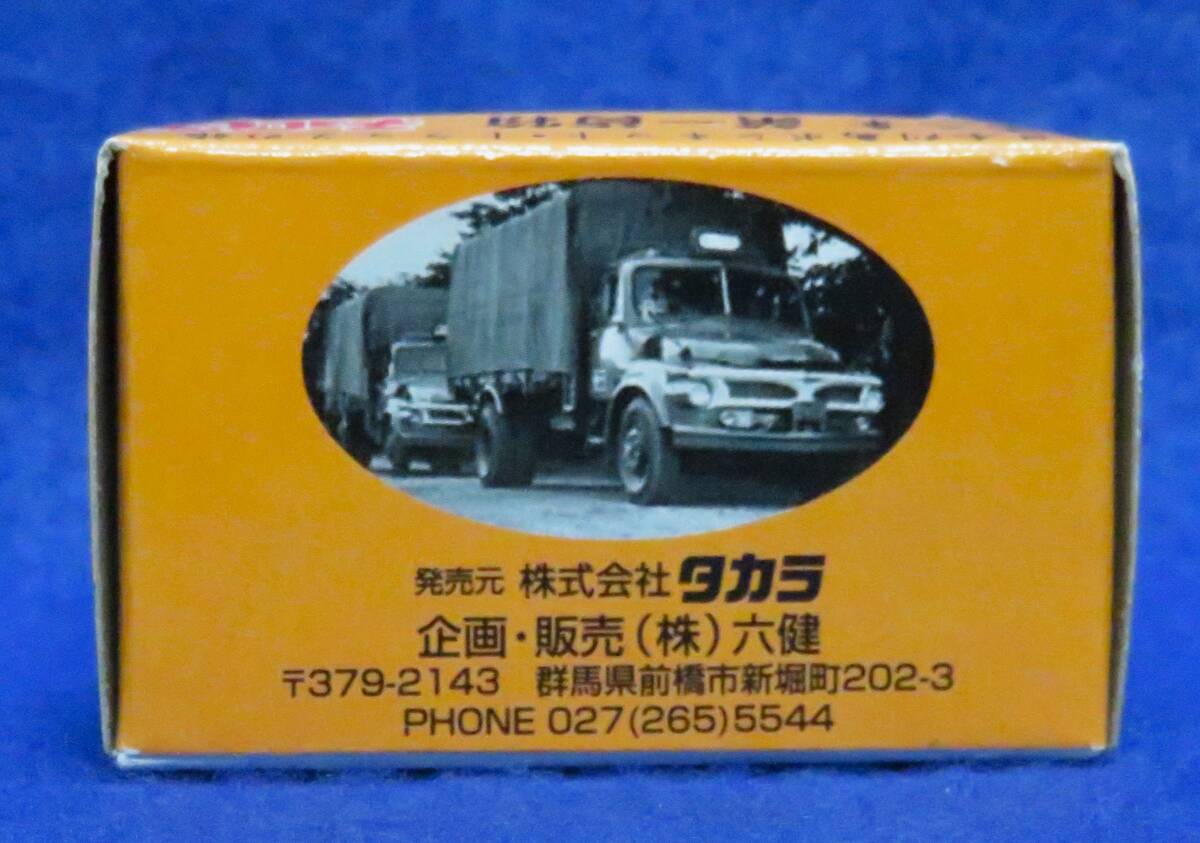 発売元 株式会社 タカラ
企画・販売(株)六健
〒379-2143 群馬県前橋市新堀町202-3
PHONE 027(265)5544